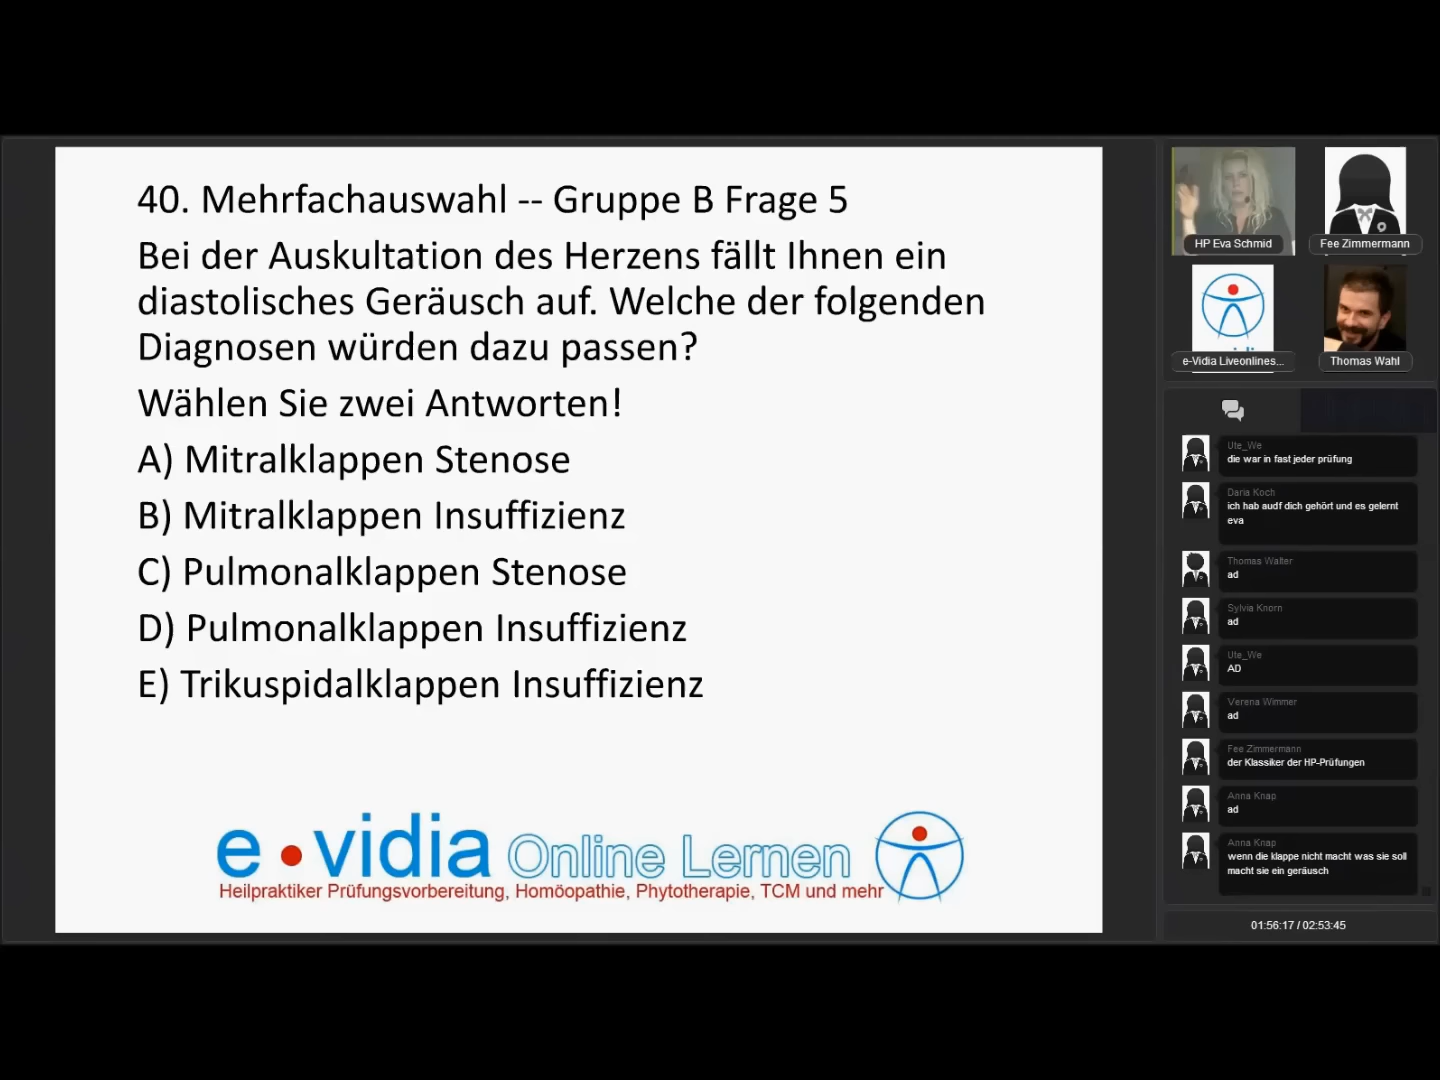 40. Mehrfachauswahl -- Gruppe B Frage 5
Bei der Auskultation des Herzens fällt Ihnen ein
diastolisches Geräusch auf. Welche der folgenden
Diagnosen würden dazu passen?
Wählen Sie zwei Antworten!
A) Mitralklappen Stenose
B) Mitralklappen Insuffizienz
C) Pulmonalklappen Stenose
D) Pulmonalklappen Insuffizienz
E) Trikuspidalklappen Insuffizienz
e•vidia Online Lernen
Heilpraktiker Prüfungsvorbereitung, Homöopathie, Phytotherapie, TCM und mehr
HP Eva Schmid
Fee Zimmermann
e-Vidia Liveonlines...
Thomas Wahl
Ute_We
die war in fast jeder prüfung
Daria Koch
ich hab audf dich gehört und es gelernt
eva
Thomas Walter
ad
Sylvia Knorn
ad
Ute_We
AD
Verena Wimmer
ad
Fee Zimmermann
der Klassiker der HP-Prüfungen
Anna Knap
ad
Anna Knap
wenn die klappe nicht macht was sie soll
macht sie ein geräusch
01:56:17 / 02:53:45